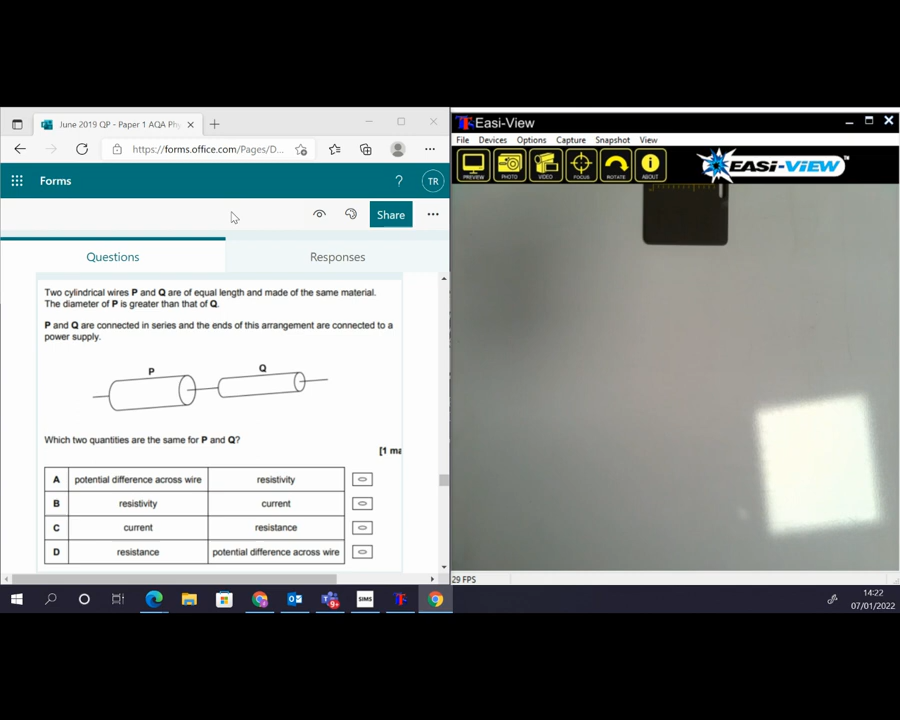 June 2019 QP - Paper 1 AQA Ph
https://forms.office.com/Pages/D...
Forms
?
TR
Share
Questions
Responses
Two cylindrical wires P and Q are of equal length and made of the same material.
The diameter of P is greater than that of Q.
P and Q are connected in series and the ends of this arrangement are connected to a
power supply.
P
Q
Which two quantities are the same for P and Q?
[1 ma
A potential difference across wire resistivity
B resistivity current
C current resistance
D resistance potential difference across wire
Easi-View
File Devices Options Capture Snapshot View
PREVIEW PHOTO VIDEO FOCUS ROTATE ABOUT
EASI-VIEW
29 FPS
SIMS
9+
14:22
07/01/2022